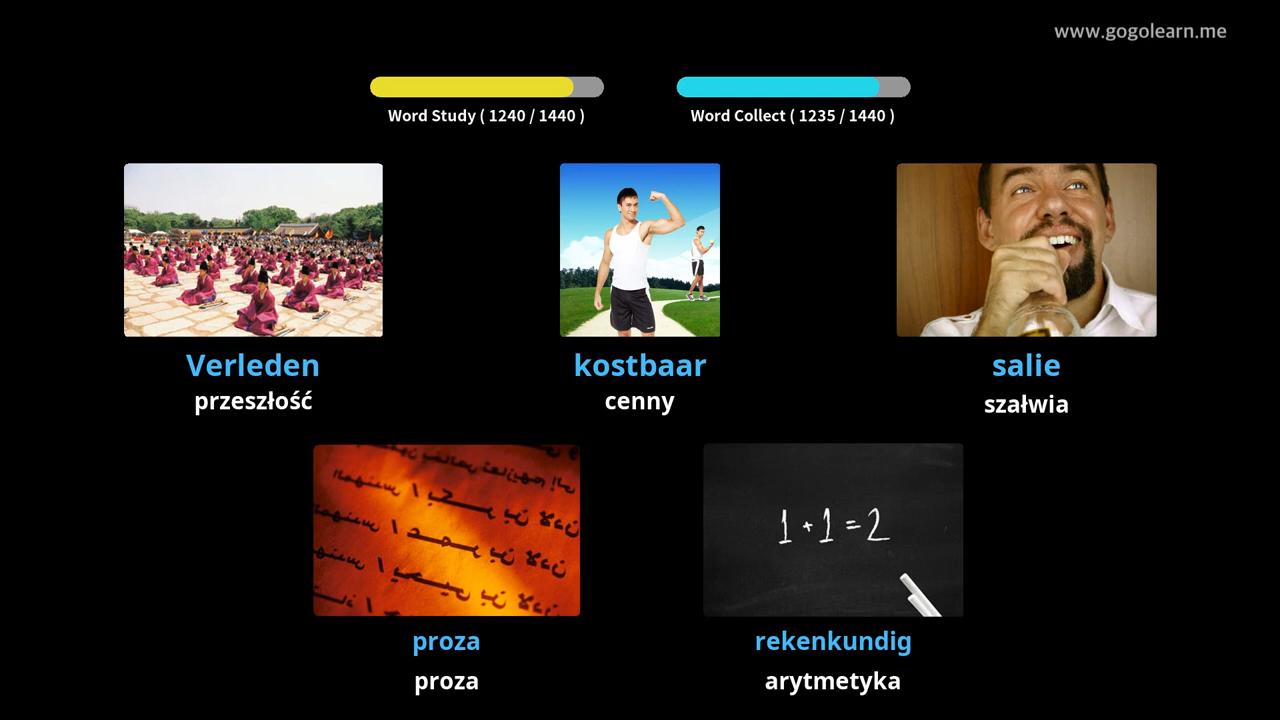 www.gogolearn.me
Word Study ( 1240 / 1440 )
Word Collect ( 1235 / 1440 )
Verleden
przeszłość
kostbaar
cenny
salie
szałwia
1 + 1 = 2
proza
proza
rekenkundig
arytmetyka